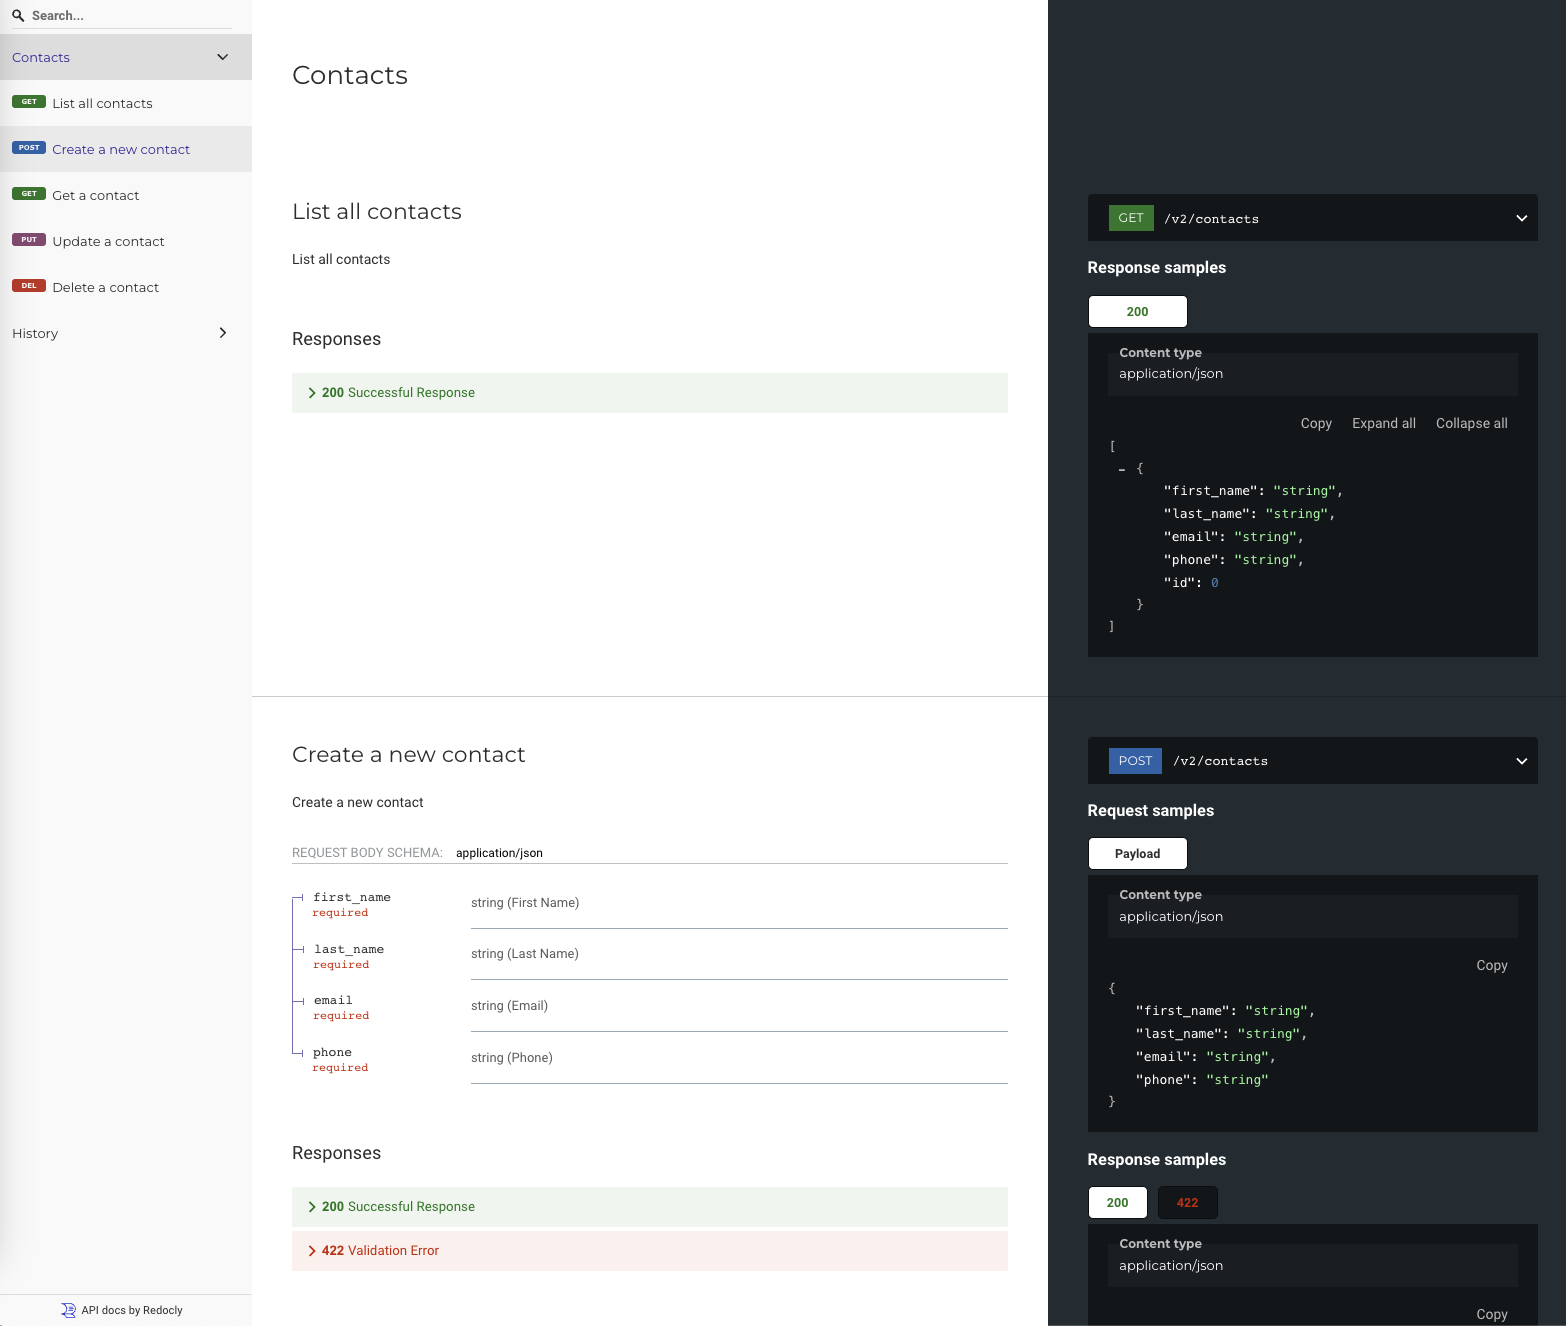 Search...
Contacts
GET List all contacts
POST Create a new contact
GET Get a contact
PUT Update a contact
DEL Delete a contact
History
API docs by Redocly
Contacts
List all contacts
List all contacts
Responses
200 Successful Response
GET /v2/contacts
Response samples
200
Content type
application/json
Copy Expand all Collapse all
[
- {
"first_name": "string",
"last_name": "string",
"email": "string",
"phone": "string",
"id": 0
}
]
Create a new contact
Create a new contact
REQUEST BODY SCHEMA: application/json
first_name string (First Name)
required
last_name string (Last Name)
required
email string (Email)
required
phone string (Phone)
required
Responses
200 Successful Response
422 Validation Error
POST /v2/contacts
Request samples
Payload
Content type
application/json
Copy
{
"first_name": "string",
"last_name": "string",
"email": "string",
"phone": "string"
}
Response samples
200 422
Content type
application/json
Copy